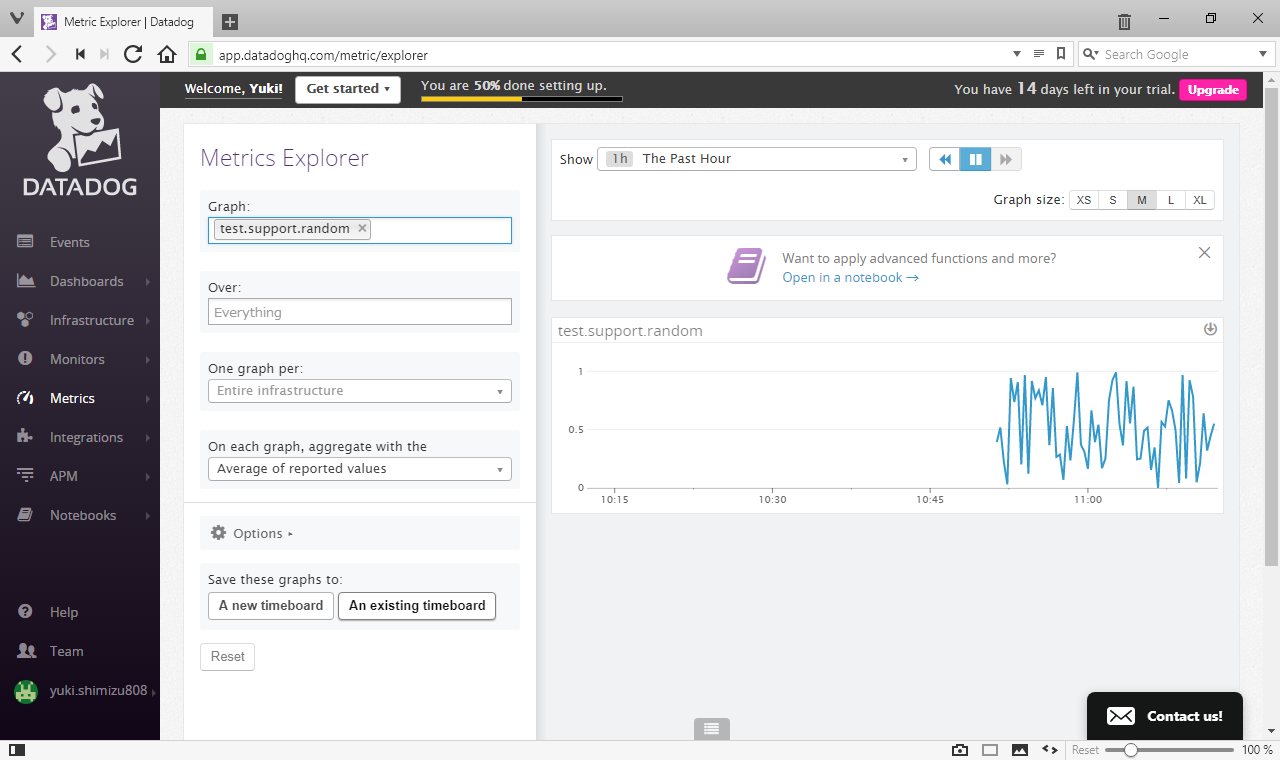 Metric Explorer | Datadog
app.datadoghq.com/metric/explorer
Search Google
DATADOG
Events
Dashboards
Infrastructure
Monitors
Metrics
Integrations
APM
Notebooks
Help
Team
yuki.shimizu808
Welcome, Yuki!
Get started
You are 50% done setting up.
You have 14 days left in your trial.
Upgrade
Metrics Explorer
Graph:
test.support.random
Over:
Everything
One graph per:
Entire infrastructure
On each graph, aggregate with the
Average of reported values
Options
Save these graphs to:
A new timeboard
An existing timeboard
Reset
Show
1h The Past Hour
Graph size:
XS S M L XL
Want to apply advanced functions and more?
Open in a notebook →
test.support.random
1
0.5
0
10:15 10:30 10:45 11:00
Contact us!
Reset
100 %